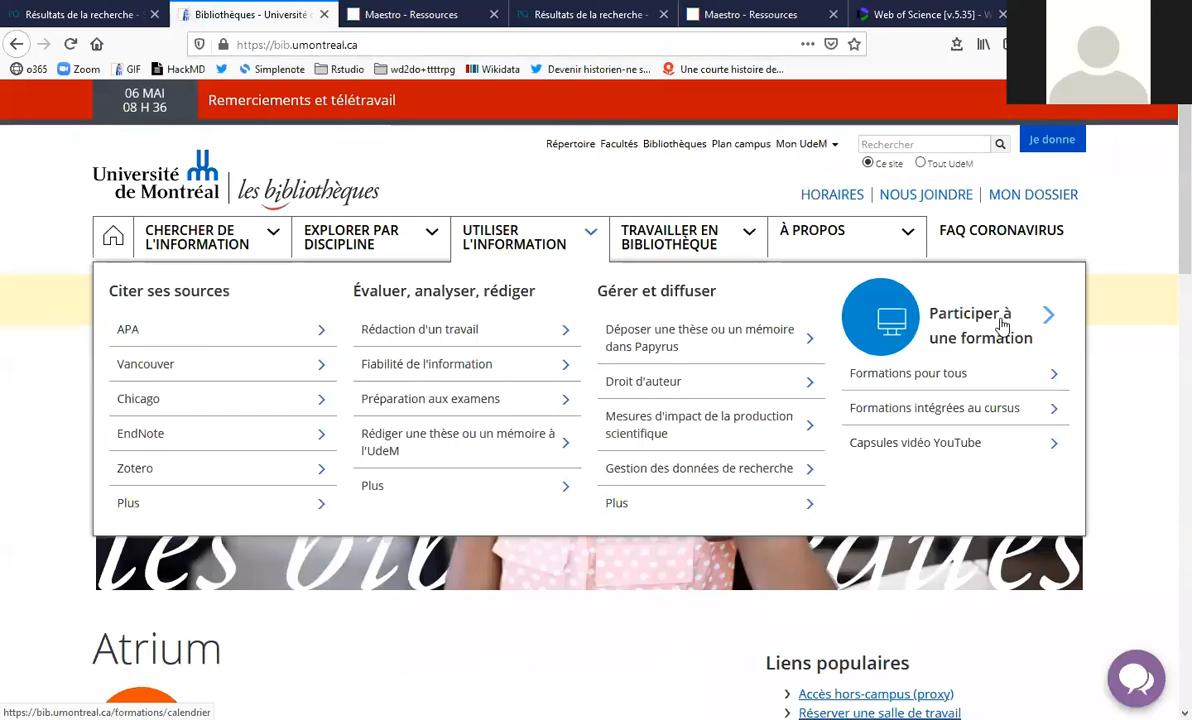 Résultats de la recherche -
Bibliothèques - Université
Maestro - Ressources
Résultats de la recherche -
Maestro - Ressources
Web of Science [v.5.35] -
https://bib.umontreal.ca
o365
Zoom
GIF
HackMD
Simplenote
Rstudio
wd2do+ttttrpg
Wikidata
Devenir historien-ne s...
Une courte histoire de...
06 MAI
08 H 36
Remerciements et télétravail
Répertoire Facultés Bibliothèques Plan campus Mon UdeM
Rechercher
Je donne
Ce site
Tout UdeM
Université
de Montréal
les bibliothèques
HORAIRES
NOUS JOINDRE
MON DOSSIER
CHERCHER DE
L'INFORMATION
EXPLORER PAR
DISCIPLINE
UTILISER
L'INFORMATION
TRAVAILLER EN
BIBLIOTHÈQUE
À PROPOS
FAQ CORONAVIRUS
Citer ses sources
APA
Vancouver
Chicago
EndNote
Zotero
Plus
Évaluer, analyser, rédiger
Rédaction d'un travail
Fiabilité de l'information
Préparation aux examens
Rédiger une thèse ou un mémoire à
l'UdeM
Plus
Gérer et diffuser
Déposer une thèse ou un mémoire
dans Papyrus
Droit d'auteur
Mesures d'impact de la production
scientifique
Gestion des données de recherche
Plus
Participer à
une formation
Formations pour tous
Formations intégrées au cursus
Capsules vidéo YouTube
Atrium
Liens populaires
Accès hors-campus (proxy)
Réserver une salle de travail
https://bib.umontreal.ca/formations/calendrier